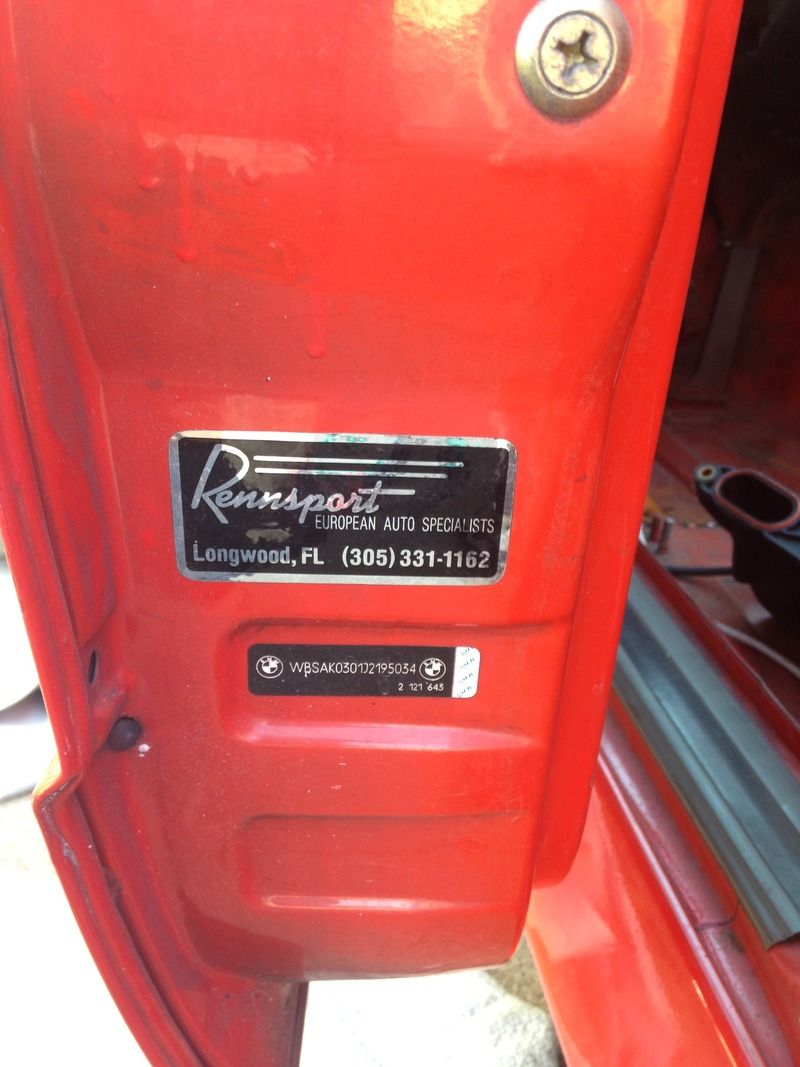 Rennsport
EUROPEAN AUTO SPECIALISTS
Longwood, FL (305) 331-1162
WBSAK0301J2195034
2 121 643